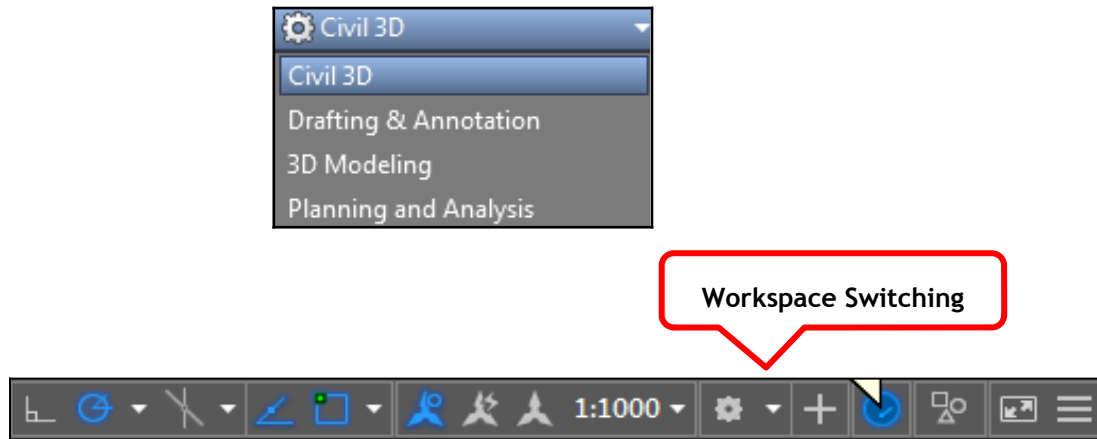 Civil 3D
Civil 3D
Drafting & Annotation
3D Modeling
Planning and Analysis
Workspace Switching
1:1000